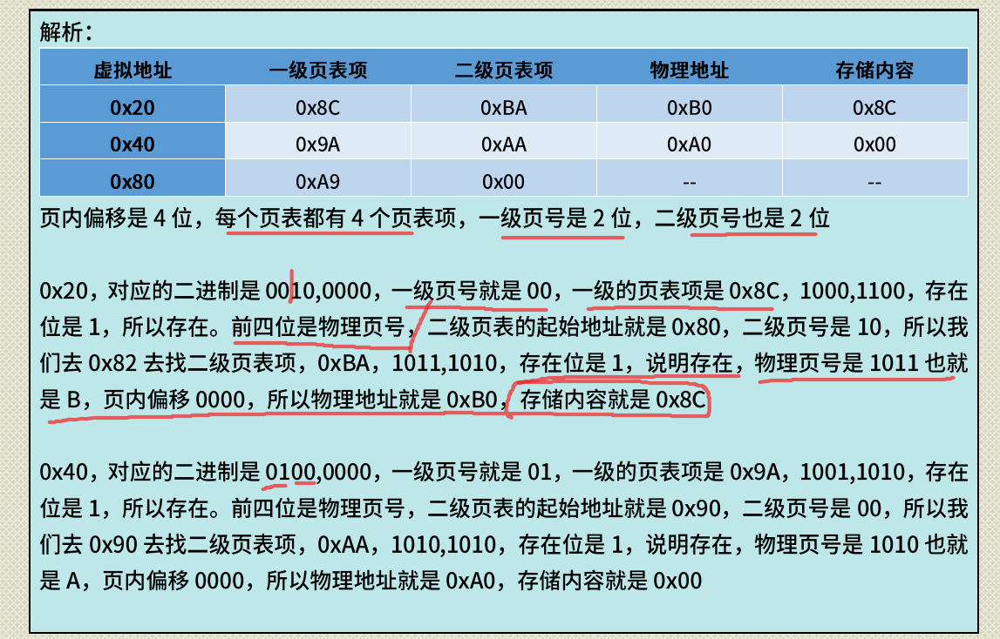 解析：
虚拟地址 一级页表项 二级页表项 物理地址 存储内容
0x20 0x8C 0xBA 0xB0 0x8C
0x40 0x9A 0xAA 0xA0 0x00
0x80 0xA9 0x00 -- --
页内偏移是 4 位，每个页表都有 4 个页表项，一级页号是 2 位，二级页号也是 2 位
0x20，对应的二进制是 0010,0000，一级页号就是 00，一级的页表项是 0x8C，1000,1100，存在
位是 1，所以存在。前四位是物理页号，二级页表的起始地址就是 0x80，二级页号是 10，所以我
们去 0x82 去找二级页表项，0xBA，1011,1010，存在位是 1，说明存在，物理页号是 1011 也就
是 B，页内偏移 0000，所以物理地址就是 0xB0，存储内容就是 0x8C
0x40，对应的二进制是 0100,0000，一级页号就是 01，一级的页表项是 0x9A，1001,1010，存在
位是 1，所以存在。前四位是物理页号，二级页表的起始地址就是 0x90，二级页号是 00，所以我
们去 0x90 去找二级页表项，0xAA，1010,1010，存在位是 1，说明存在，物理页号是 1010 也就
是 A，页内偏移 0000，所以物理地址就是 0xA0，存储内容就是 0x00